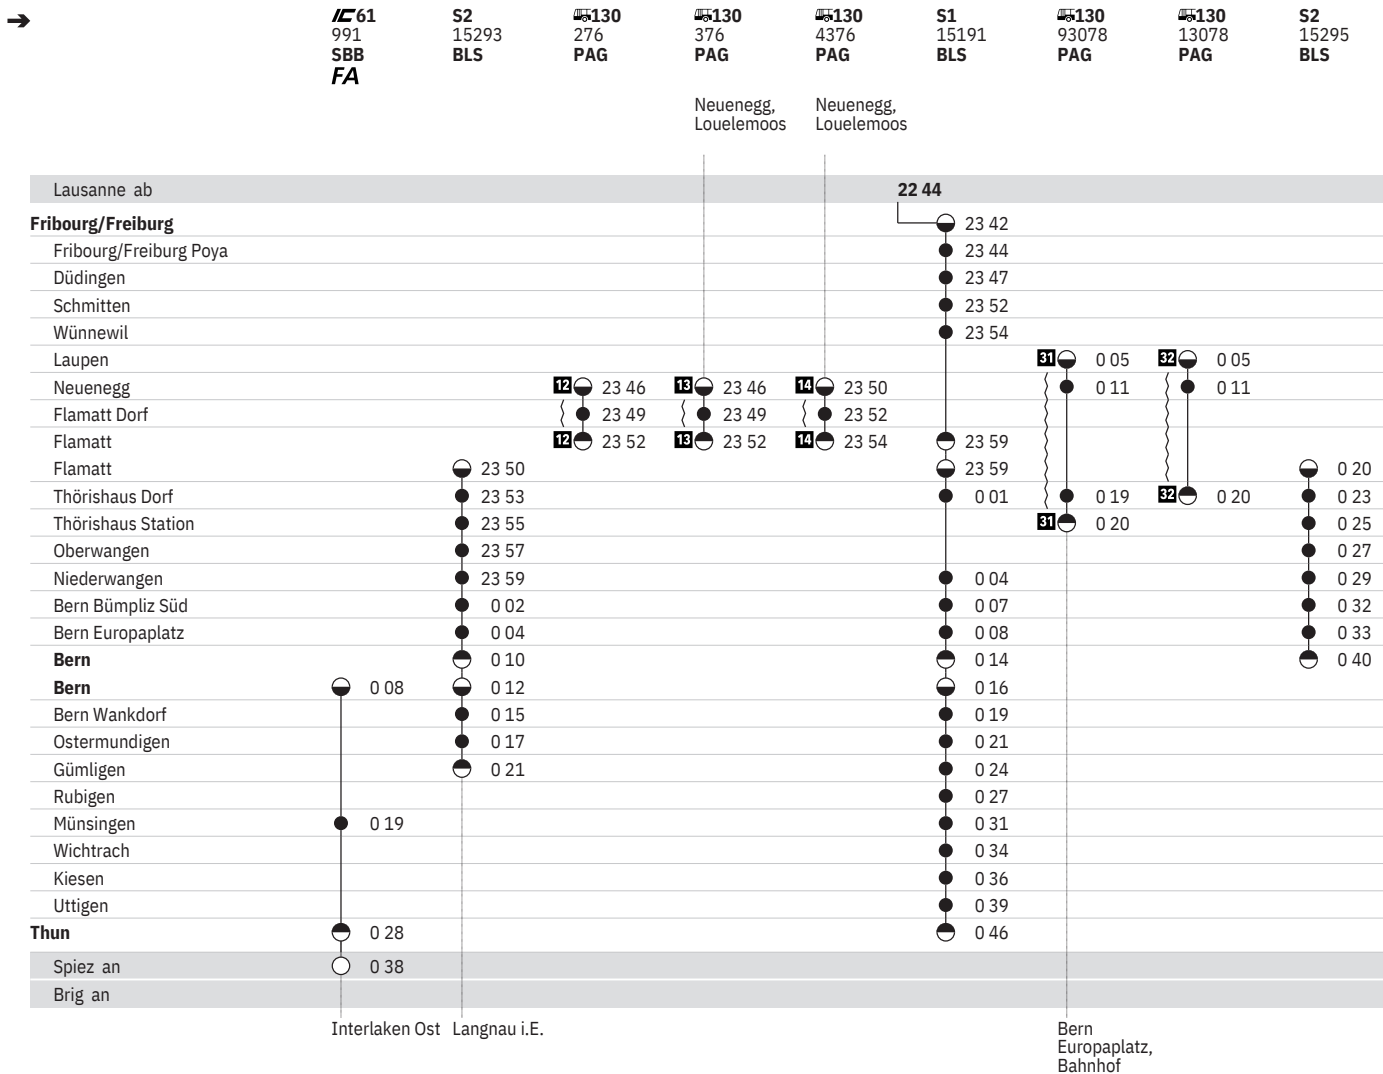 ➔ IC 61 S2 130 130 130 S1 130 130 S2
991 15293 276 376 4376 15191 93078 13078 15295
SBB BLS PAG PAG PAG BLS PAG PAG BLS
FA
Neuenegg, Neuenegg,
Louelemoos Louelemoos
Lausanne ab 22 44
Fribourg/Freiburg 23 42
Fribourg/Freiburg Poya 23 44
Düdingen 23 47
Schmitten 23 52
Wünnewil 23 54
Laupen 31 0 05 32 0 05
Neuenegg 12 23 46 13 23 46 14 23 50 0 11 0 11
Flamatt Dorf 23 49 23 49 23 52
Flamatt 12 23 52 13 23 52 14 23 54 23 59
Flamatt 23 50 23 59 0 20
Thörishaus Dorf 23 53 0 01 0 19 32 0 20 0 23
Thörishaus Station 23 55 31 0 20 0 25
Oberwangen 23 57 0 27
Niederwangen 23 59 0 04 0 29
Bern Bümpliz Süd 0 02 0 07 0 32
Bern Europaplatz 0 04 0 08 0 33
Bern 0 10 0 14 0 40
Bern 0 08 0 12 0 16
Bern Wankdorf 0 15 0 19
Ostermundigen 0 17 0 21
Gümligen 0 21 0 24
Rubigen 0 27
Münsingen 0 19 0 31
Wichtrach 0 34
Kiesen 0 36
Uttigen 0 39
Thun 0 28 0 46
Spiez an 0 38
Brig an
Interlaken Ost Langnau i.E. Bern
Europaplatz,
Bahnhof